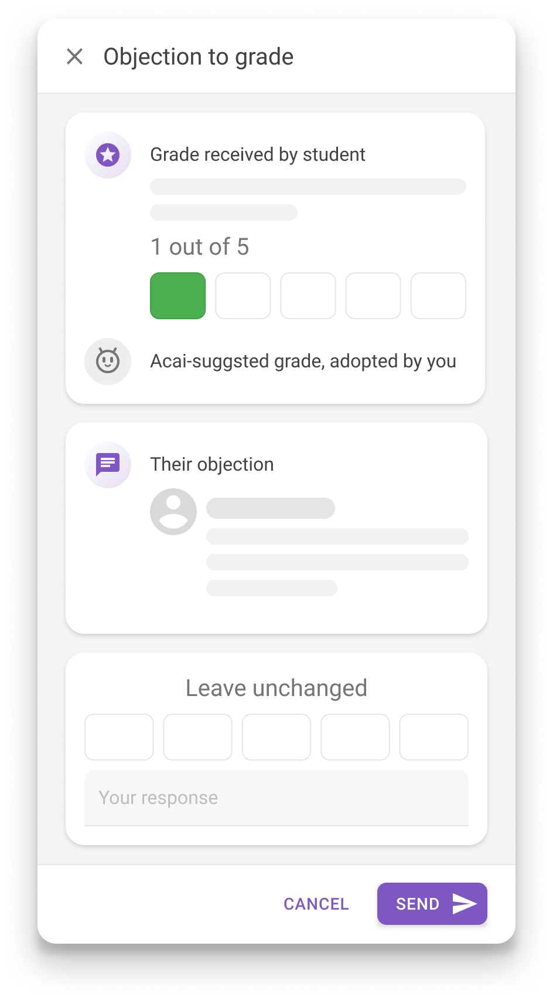 Objection to grade
Grade received by student
1 out of 5
Acai-suggsted grade, adopted by you
Their objection
Leave unchanged
Your response
CANCEL
SEND